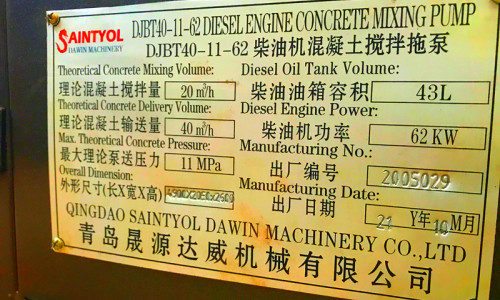 SAINTYOL
DAWIN MACHINERY
DJBT40-11-62 DIESEL ENGINE CONCRETE MIXING PUMP
DJBT40-11-62 柴油机混凝土搅拌拖泵
Theoretical Concrete Mixing Volume:
理论混凝土搅拌量 20m³/h
Theoretical Concrete Delivery Volume:
理论混凝土输送量 40m³/h
Max. Theoretical Concrete Pressure:
最大理论泵送压力 11 MPa
Overall Dimension:
外形尺寸(长X宽X高)
Diesel Oil Tank Volume:
柴油油箱容积 43L
Diesel Engine Power:
柴油机功率 62KW
Manufacturing No.:
出厂编号 2005029
Manufacturing Date:
出厂日期 21 Y年 10 M月
QINGDAO SAINTYOL DAWIN MACHINERY CO.,LTD
青岛晟源达威机械有限公司